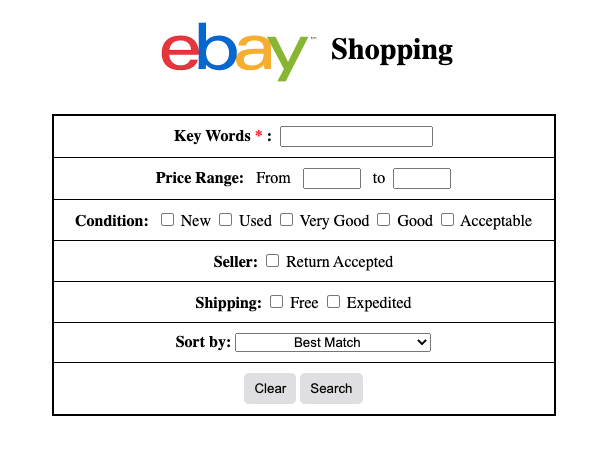 ebay™ Shopping
Key Words * :
Price Range: From to
Condition: New Used Very Good Good Acceptable
Seller: Return Accepted
Shipping: Free Expedited
Sort by: Best Match
Clear Search